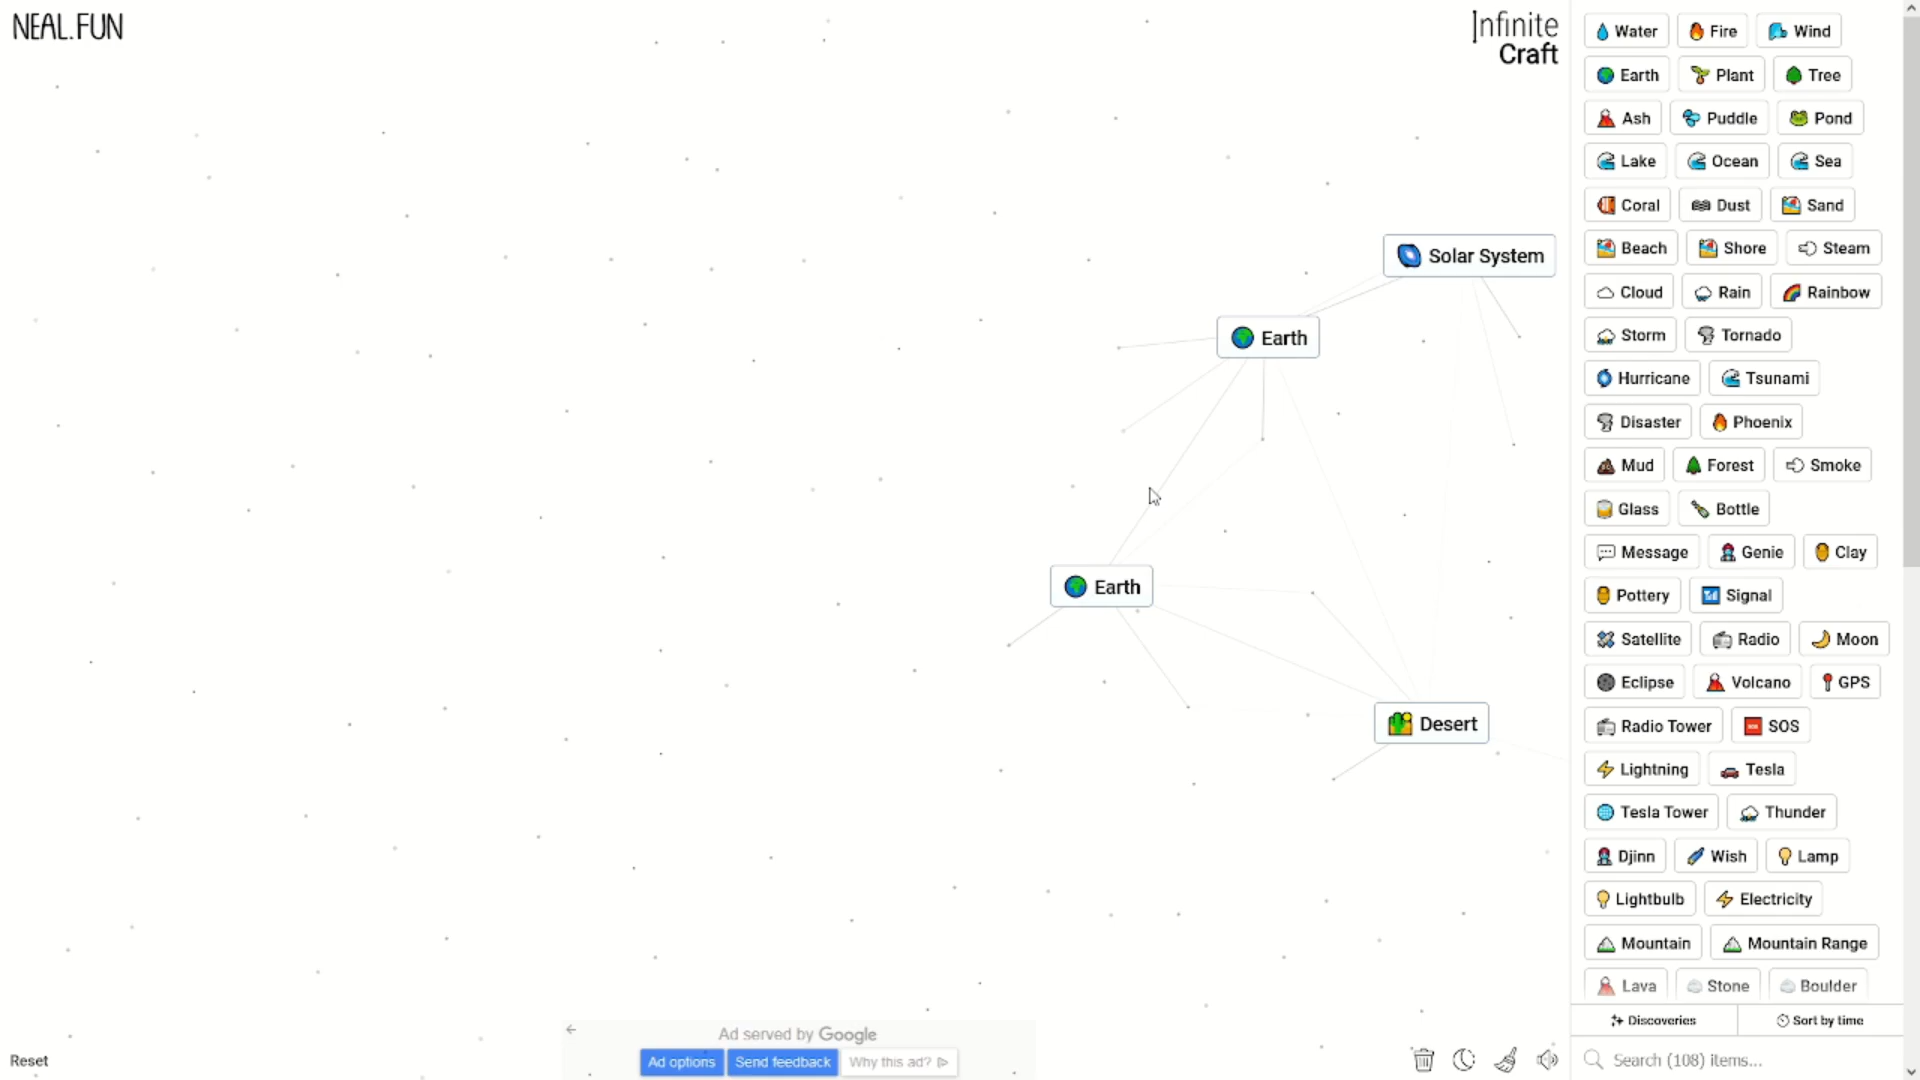 NEAL.FUN
Infinite
Craft
Solar System
Earth
Earth
Desert
Water Fire Wind
Earth Plant Tree
Ash Puddle Pond
Lake Ocean Sea
Coral Dust Sand
Beach Shore Steam
Cloud Rain Rainbow
Storm Tornado
Hurricane Tsunami
Disaster Phoenix
Mud Forest Smoke
Glass Bottle
Message Genie Clay
Pottery Signal
Satellite Radio Moon
Eclipse Volcano GPS
Radio Tower SOS
Lightning Tesla
Tesla Tower Thunder
Djinn Wish Lamp
Lightbulb Electricity
Mountain Mountain Range
Lava Stone Boulder
Discoveries Sort by time
Search (108) items...
Ad served by Google
Ad options Send feedback Why this ad?
Reset